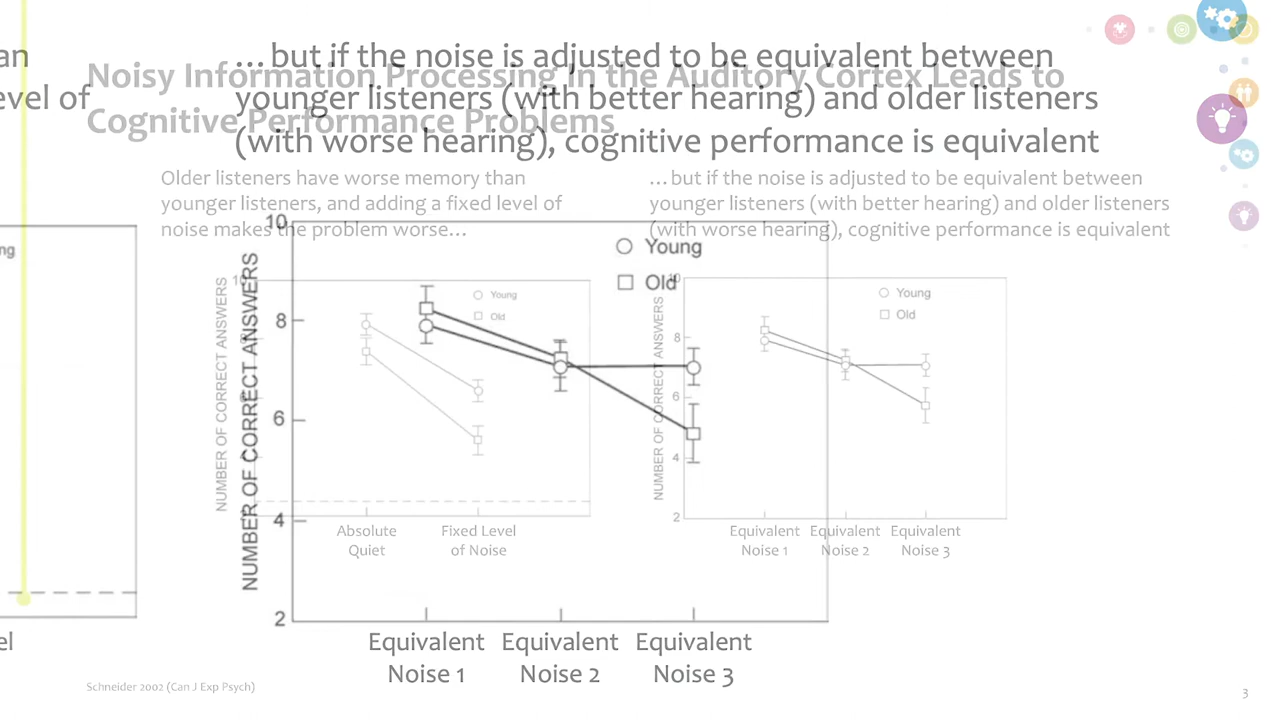 Noisy Information Processing In the Auditory Cortex Leads to
Cognitive Performance Problems
an
evel of
… but if the noise is adjusted to be equivalent between
younger listeners (with better hearing) and older listeners
(with worse hearing), cognitive performance is equivalent
Older listeners have worse memory than
younger listeners, and adding a fixed level of
noise makes the problem worse…
… but if the noise is adjusted to be equivalent between
younger listeners (with better hearing) and older listeners
(with worse hearing), cognitive performance is equivalent
ng
10
8
6
4
2
NUMBER OF CORRECT ANSWERS
Young
Old
Equivalent Noise 1
Equivalent Noise 2
Equivalent Noise 3
NUMBER OF CORRECT ANSWERS
Young
Old
Absolute
Quiet
Fixed Level
of Noise
NUMBER OF CORRECT ANSWERS
10
8
6
4
2
Young
Old
Equivalent
Noise 1
Equivalent
Noise 2
Equivalent
Noise 3
el
Schneider 2002 (Can J Exp Psych)
3